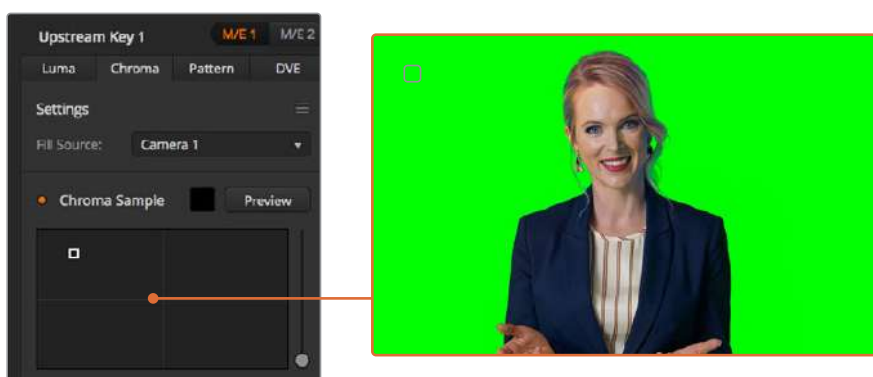 Upstream Key 1 M/E 1 M/E 2
Luma Chroma Pattern DVE
Settings
Fill Source: Camera 1
Chroma Sample Preview